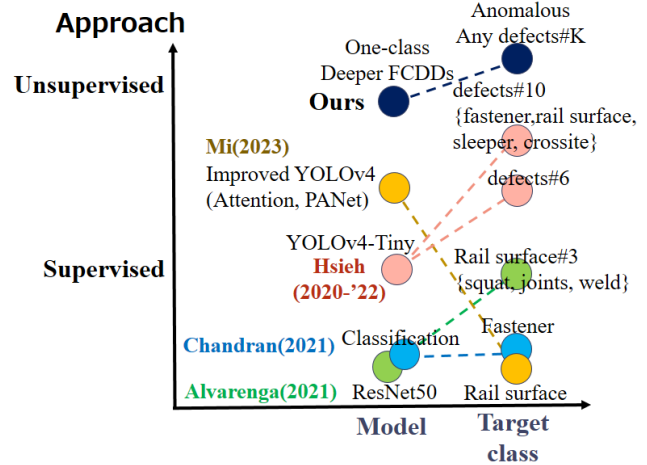 Approach
Anomalous
Any defects#K
One-class
Deeper FCDDs
Unsupervised
Ours
defects#10
{fastener,rail surface,
sleeper, crossite}
Mi(2023)
Improved YOLOv4
(Attention, PANet)
defects#6
YOLOv4-Tiny
Hsieh
(2020-’22)
Supervised
Rail surface#3
{squat, joints, weld}
Chandran(2021)
Classification
Fastener
Alvarenga(2021)
ResNet50
Rail surface
Model
Target
class